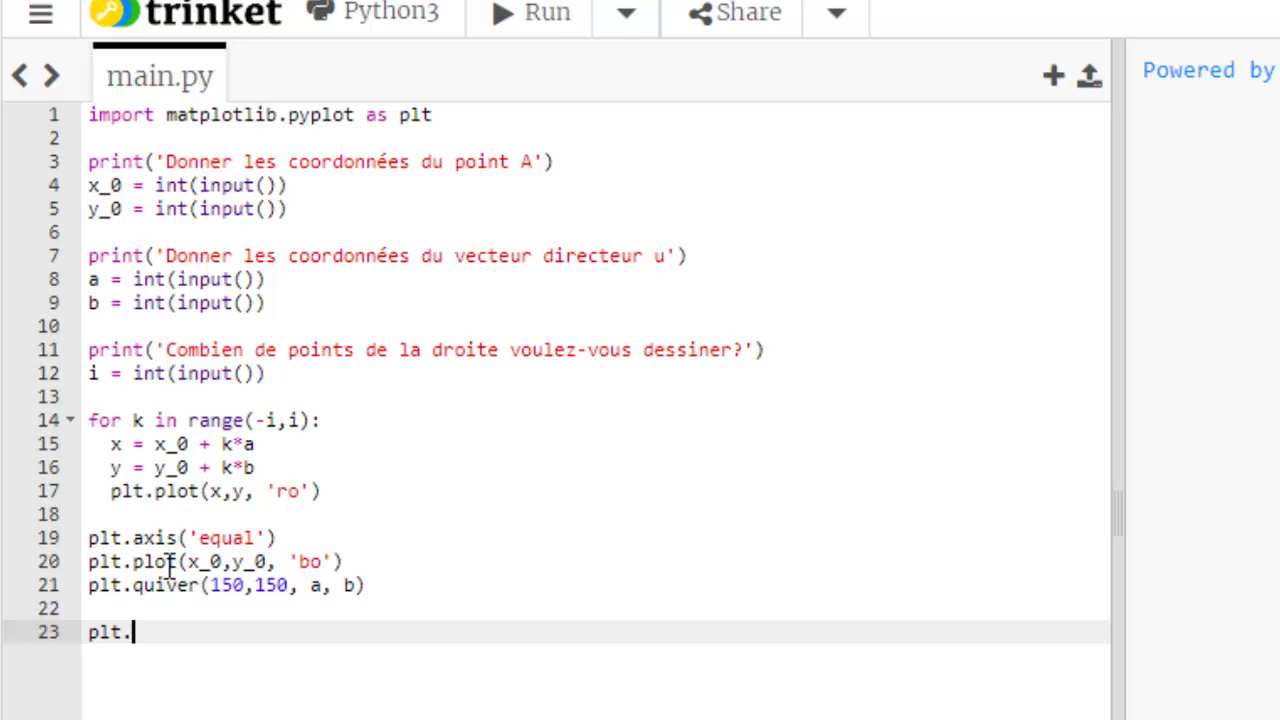 trinket Python3 Run Share
main.py
Powered by
1 import matplotlib.pyplot as plt
2
3 print('Donner les coordonnées du point A')
4 x_0 = int(input())
5 y_0 = int(input())
6
7 print('Donner les coordonnées du vecteur directeur u')
8 a = int(input())
9 b = int(input())
10
11 print('Combien de points de la droite voulez-vous dessiner?')
12 i = int(input())
13
14 for k in range(-i,i):
15 x = x_0 + k*a
16 y = y_0 + k*b
17 plt.plot(x,y, 'ro')
18
19 plt.axis('equal')
20 plt.plot(x_0,y_0, 'bo')
21 plt.quiver(150,150, a, b)
22
23 plt.